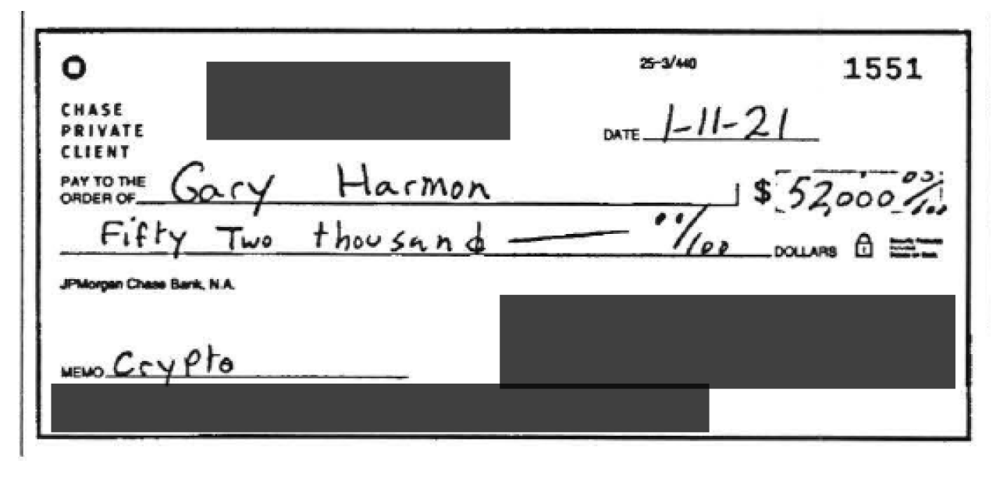 25-3/440 1551
CHASE
PRIVATE
CLIENT
DATE 1-11-21
PAY TO THE
ORDER OF Gary Harmon $ 52,000 00/100
Fifty Two thousand — 00/100 DOLLARS
JPMorgan Chase Bank, N.A.
MEMO Crypto